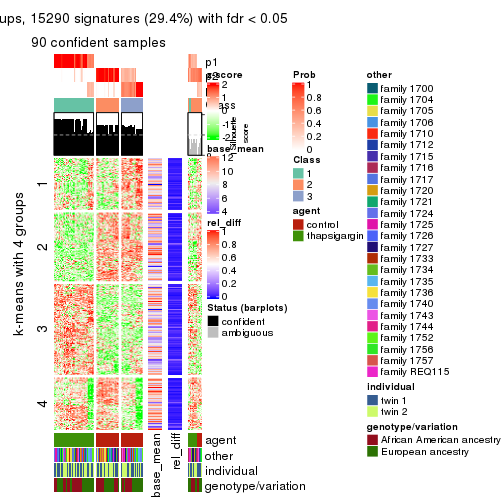 ups, 15290 signatures (29.4%) with fdr < 0.05
90 confident samples
p1
p2
Silhouette
score
1
2
3
4
k-means with 4 groups
agent
other
individual
genotype/variation
base_mean
rel_diff
z-score
2
1
0
-1
-2
base_mean
12
10
8
6
4
rel_diff
1
0.8
0.6
0.4
0.2
0
Status (barplots)
confident
ambiguous
Prob
1
0.8
0.6
0.4
0.2
0
Class
1
2
3
agent
control
thapsigargin
other
family 1700
family 1704
family 1705
family 1706
family 1710
family 1712
family 1715
family 1716
family 1717
family 1720
family 1721
family 1724
family 1725
family 1726
family 1727
family 1733
family 1734
family 1735
family 1736
family 1740
family 1743
family 1744
family 1752
family 1756
family 1757
family REQ115
individual
twin 1
twin 2
genotype/variation
African American ancestry
European ancestry